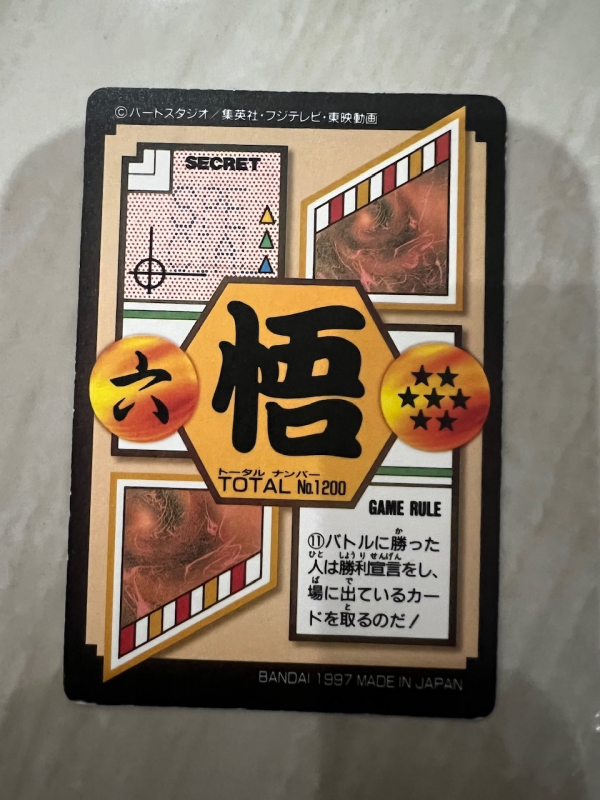 ©バードスタジオ／集英社・フジテレビ・東映動画
SECRET
六
悟
トータル ナンバー
TOTAL No.1200
GAME RULE
⑪バトルに勝った
人は勝利宣言をし、
場に出ているカー
ドを取るのだ！
BANDAI 1997 MADE IN JAPAN